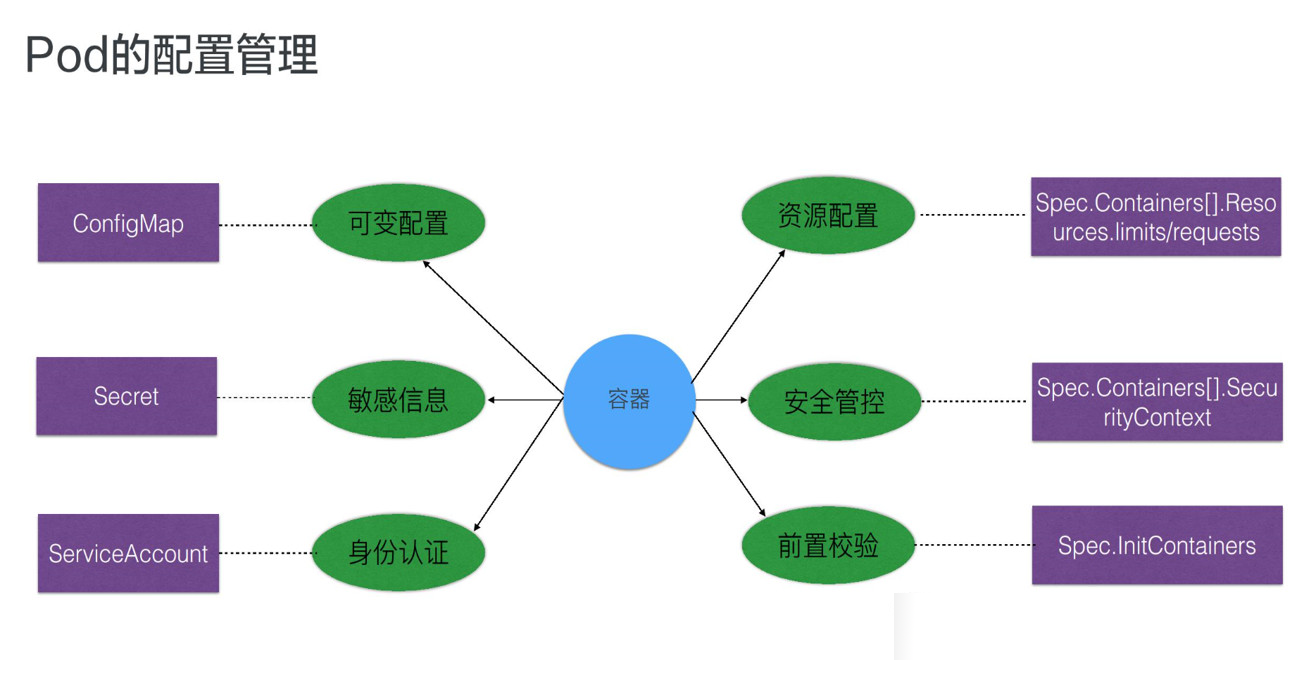 Pod的配置管理
ConfigMap
可变配置
资源配置
Spec.Containers[].Reso
urces.limits/requests
Secret
敏感信息
容器
安全管控
Spec.Containers[].Secu
rityContext
ServiceAccount
身份认证
前置校验
Spec.InitContainers